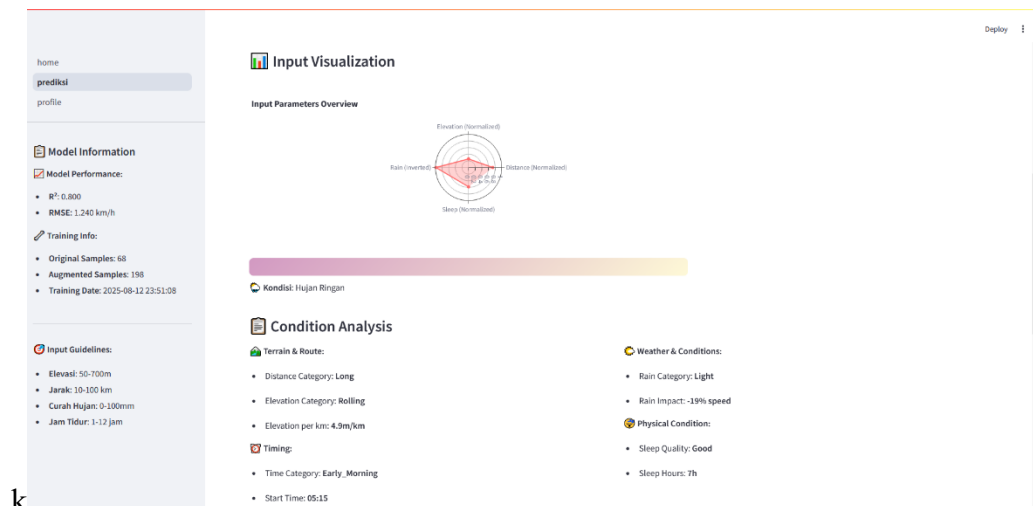 Deploy
home
prediksi
profile
Model Information
Model Performance:
R²: 0.800
RMSE: 1.240 km/h
Training Info:
Original Samples: 68
Augmented Samples: 198
Training Date: 2025-08-12 23:51:08
Input Guidelines:
Elevasi: 50-700m
Jarak: 10-100 km
Curah Hujan: 0-100mm
Jam Tidur: 1-12 jam
Input Visualization
Input Parameters Overview
Elevation (Normalized)
Rain (Inverted)
Distance (Normalized)
Sleep (Normalized)
Kondisi: Hujan Ringan
Condition Analysis
Terrain & Route:
Distance Category: Long
Elevation Category: Rolling
Elevation per km: 4.9m/km
Timing:
Time Category: Early_Morning
Start Time: 05:15
Weather & Conditions:
Rain Category: Light
Rain Impact: -19% speed
Physical Condition:
Sleep Quality: Good
Sleep Hours: 7h
k